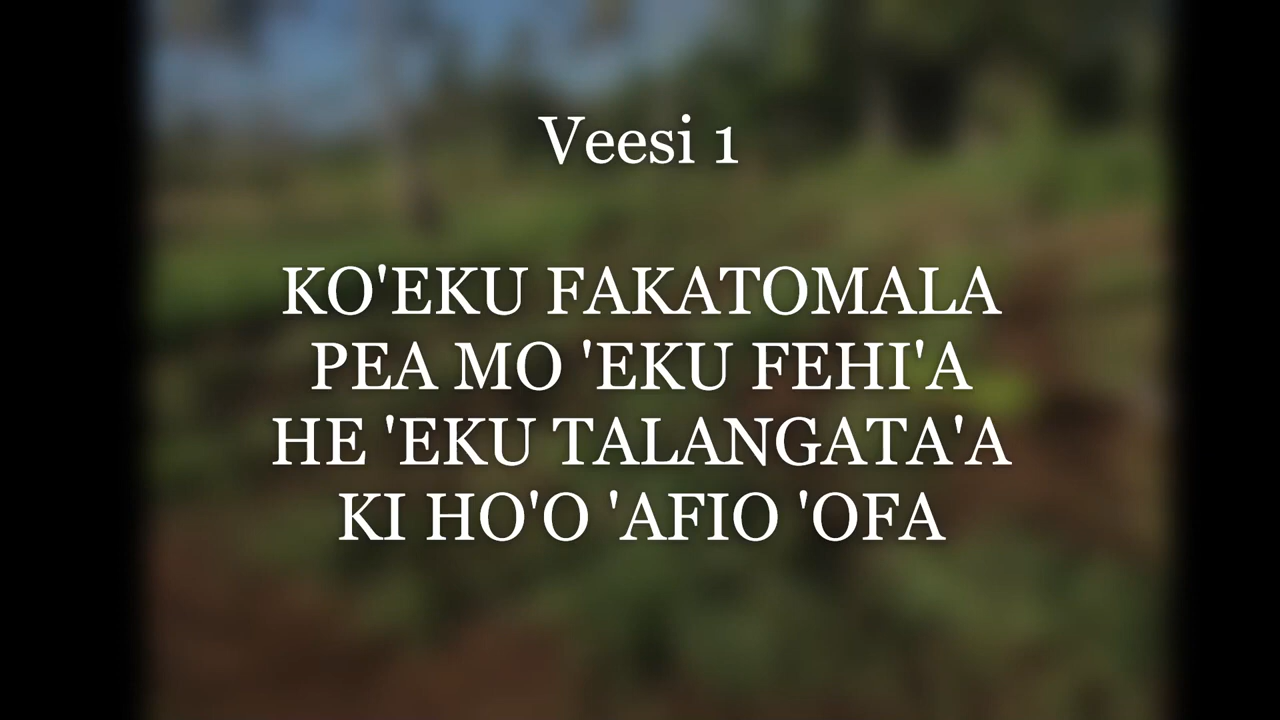 Veesi 1
KO'EKU FAKATOMALA
PEA MO 'EKU FEHI'A
HE 'EKU TALANGATA'A
KI HO'O 'AFIO 'OFA